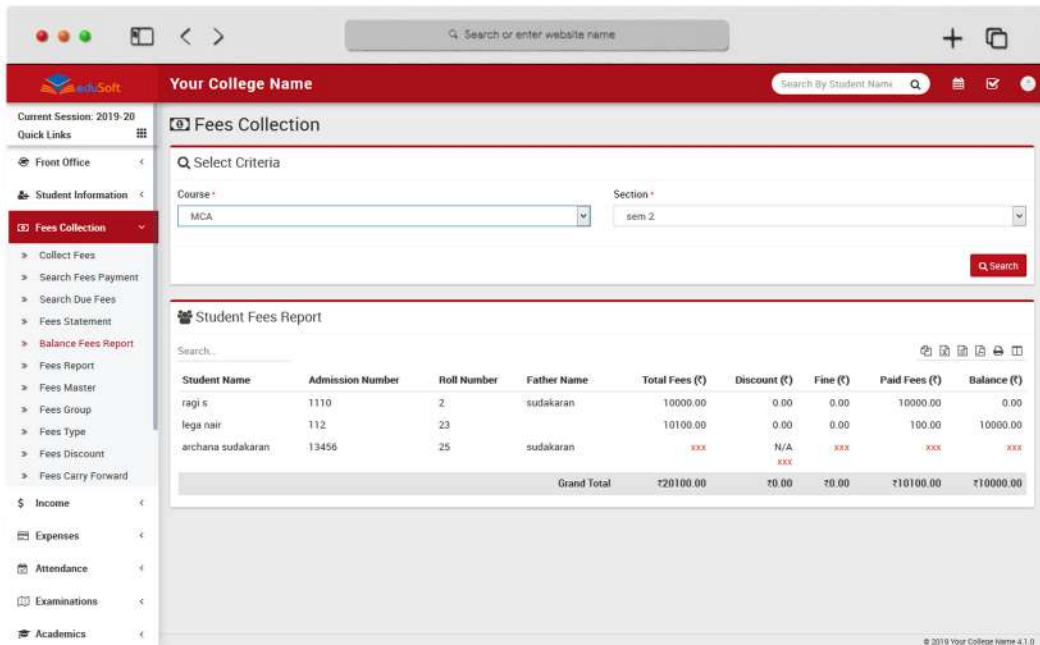 Search or enter website name
eduSoft
Your College Name
Search By Student Name
Current Session: 2019-20
Quick Links
Front Office
Student Information
Fees Collection
Collect Fees
Search Fees Payment
Search Due Fees
Fees Statement
Balance Fees Report
Fees Report
Fees Master
Fees Group
Fees Type
Fees Discount
Fees Carry Forward
$ Income
Expenses
Attendance
Examinations
Academics
Fees Collection
Select Criteria
Course * Section *
MCA sem 2
Search
Student Fees Report
Search...
Student Name Admission Number Roll Number Father Name Total Fees (₹) Discount (₹) Fine (₹) Paid Fees (₹) Balance (₹)
ragi s 1110 2 sudakaran 10000.00 0.00 0.00 10000.00 0.00
lega nair 112 23 10100.00 0.00 0.00 100.00 10000.00
archana sudakaran 13456 25 sudakaran xxx N/A xxx xxx xxx
xxx
Grand Total ₹20100.00 ₹0.00 ₹0.00 ₹10100.00 ₹10000.00
© 2019 Your College Name 4.1.0